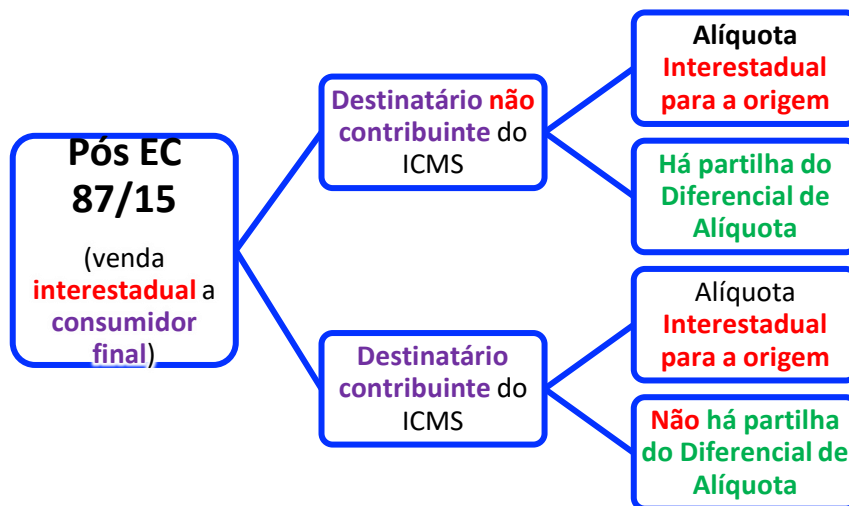 Pós EC
87/15
(venda
interestadual a
consumidor
final)
Destinatário não
contribuinte do
ICMS
Alíquota
Interestadual
para a origem
Há partilha do
Diferencial de
Alíquota
Destinatário
contribuinte do
ICMS
Alíquota
Interestadual
para a origem
Não há partilha
do Diferencial de
Alíquota